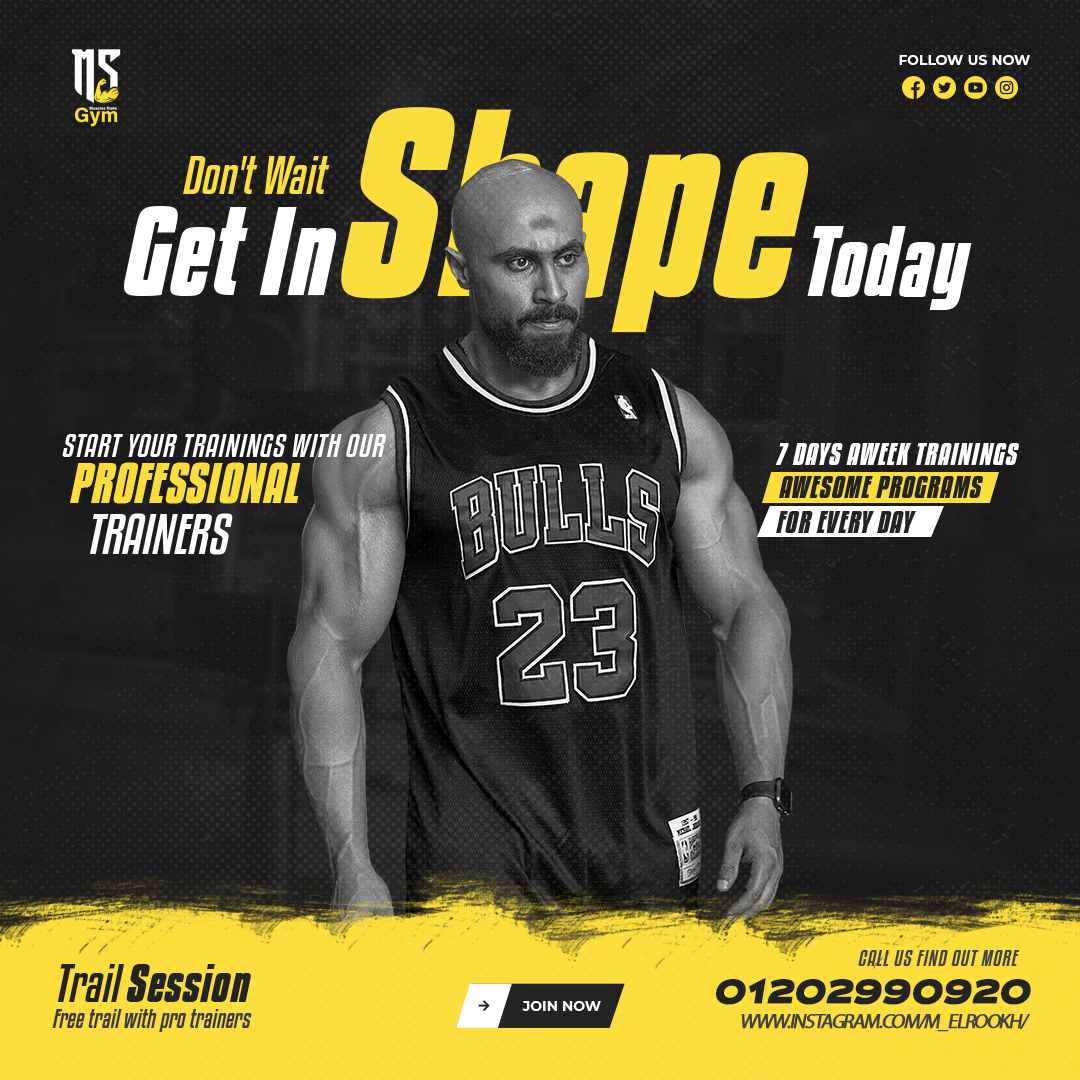 MS
Muscles State
Gym
FOLLOW US NOW
Don't Wait
Get In Shape Today
START YOUR TRAININGS WITH OUR
PROFESSIONAL
TRAINERS
7 DAYS AWEEK TRAININGS
AWESOME PROGRAMS
FOR EVERY DAY
BULLS
23
Trail Session
Free trail with pro trainers
JOIN NOW
CALL US FIND OUT MORE
01202990920
WWW.INSTAGRAM.COM/M_ELROOKH/